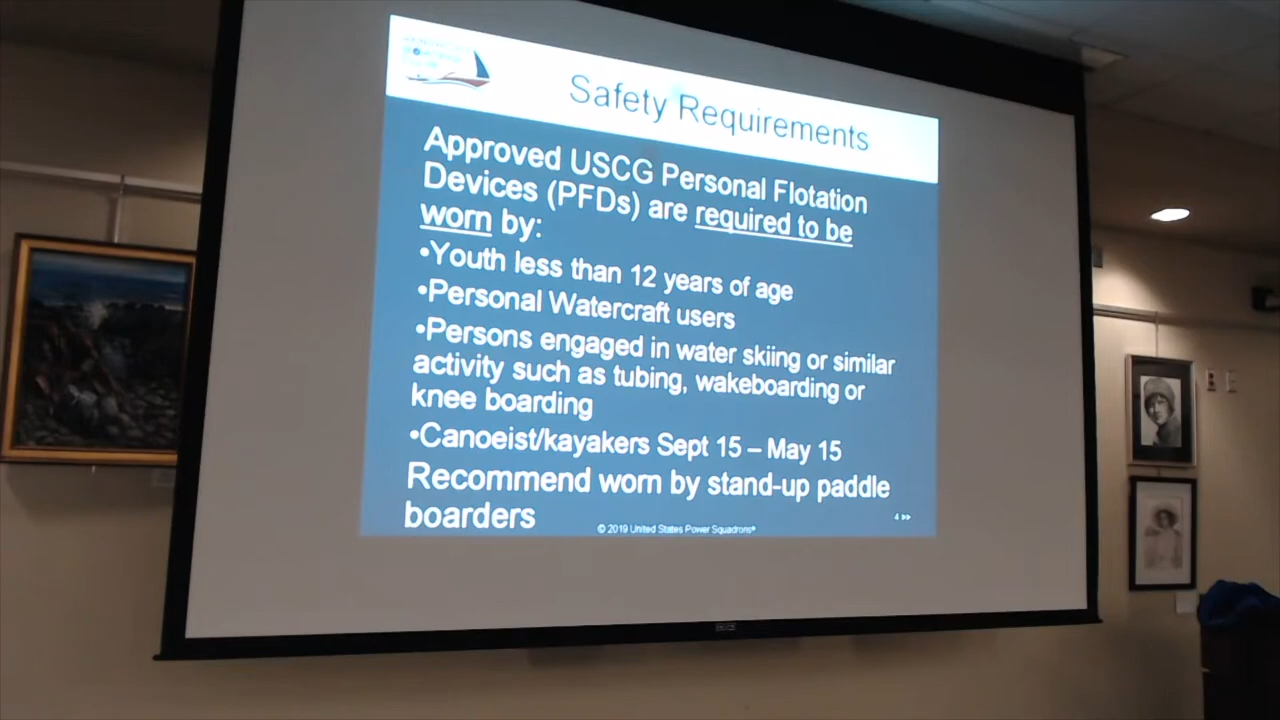 Safety Requirements
Approved USCG Personal Flotation
Devices (PFDs) are required to be
worn by:
•Youth less than 12 years of age
•Personal Watercraft users
•Persons engaged in water skiing or similar
activity such as tubing, wakeboarding or
knee boarding
•Canoeist/kayakers Sept 15 – May 15
Recommend worn by stand-up paddle
boarders
© 2019 United States Power Squadrons®
4 »